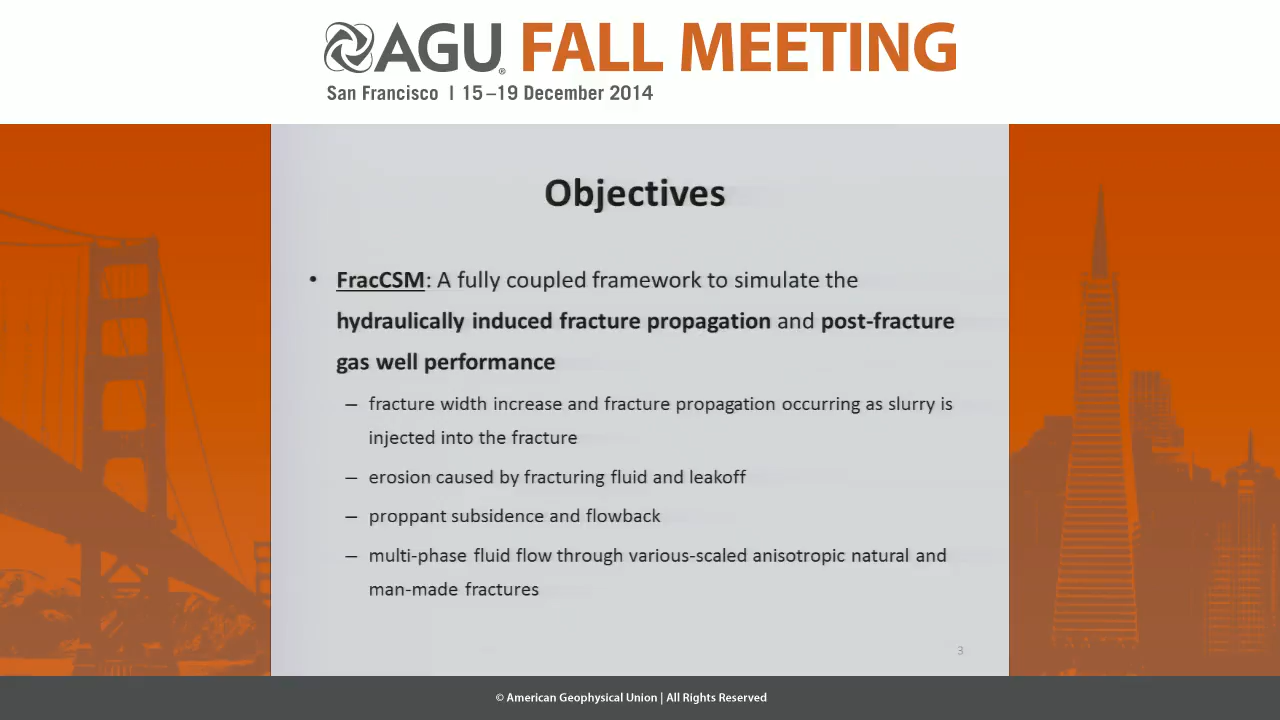 AGU® FALL MEETING
San Francisco | 15–19 December 2014
Objectives
• FracCSM: A fully coupled framework to simulate the
hydraulically induced fracture propagation and post-fracture
gas well performance
– fracture width increase and fracture propagation occurring as slurry is
injected into the fracture
– erosion caused by fracturing fluid and leakoff
– proppant subsidence and flowback
– multi-phase fluid flow through various-scaled anisotropic natural and
man-made fractures
3
© American Geophysical Union | All Rights Reserved